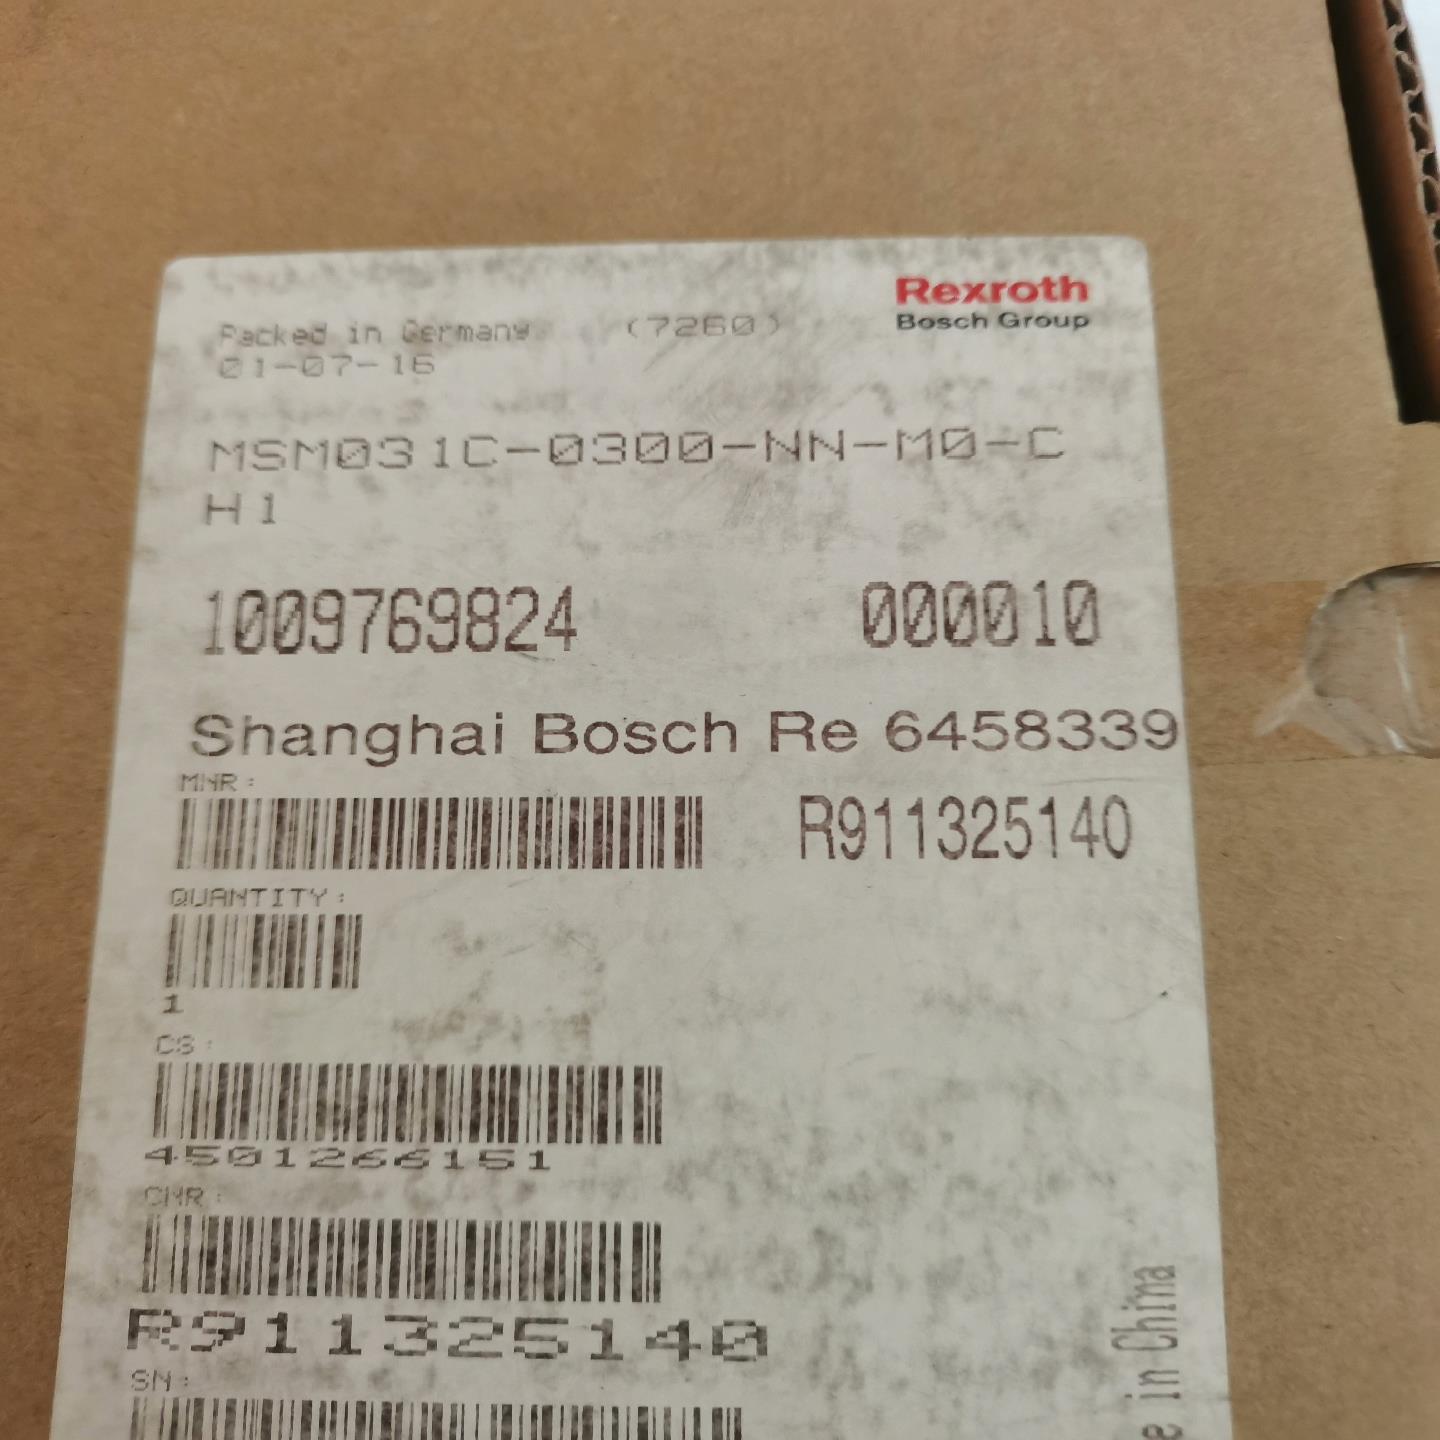 Rexroth
Bosch Group
Packed in Germany (7260)
01-07-16
MSM031C-0300-NN-M0-C
H1
1009769824 000010
Shanghai Bosch Re 6458339
MNR:
R911325140
QUANTITY:
1
CS:
4501266151
CNR:
R911325140
SN:
in China